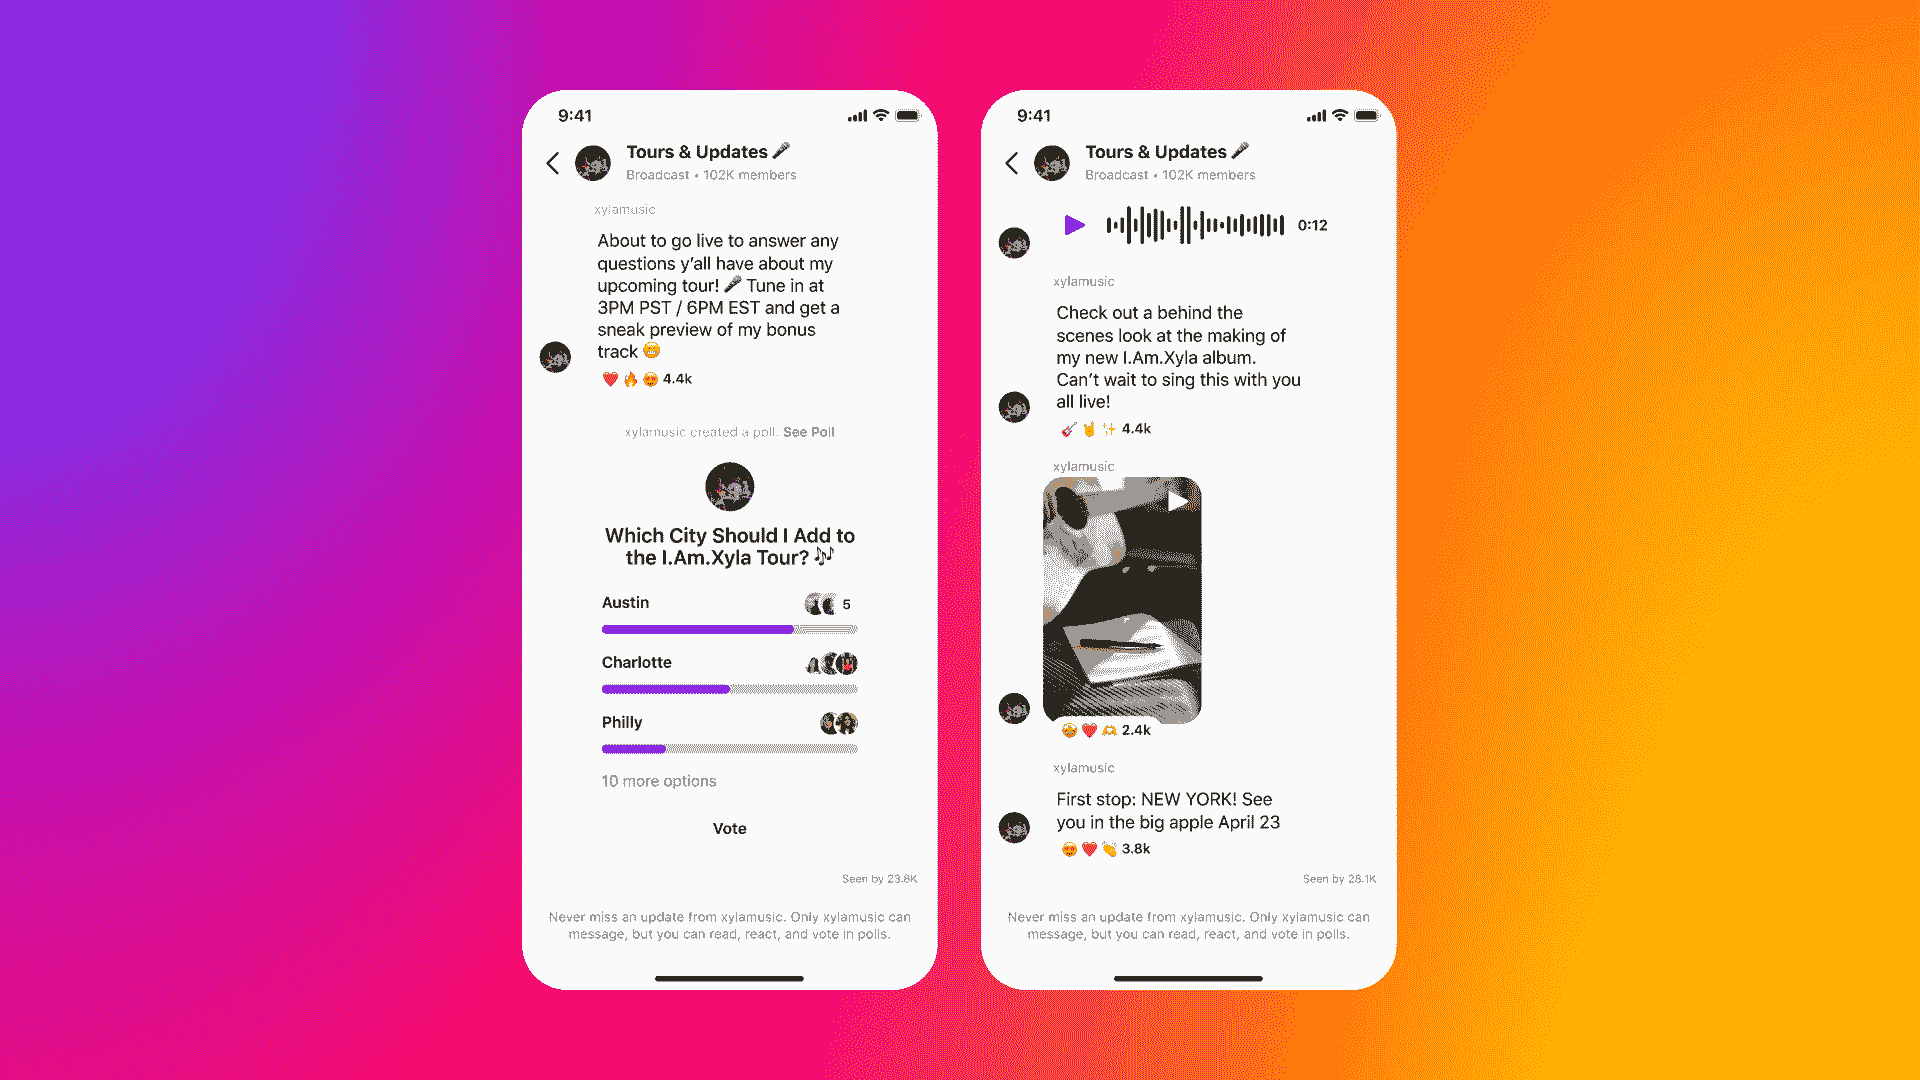 9:41
Tours & Updates 🎤
Broadcast • 102K members
xylamusic
About to go live to answer any
questions y'all have about my
upcoming tour! 🎤 Tune in at
3PM PST / 6PM EST and get a
sneak preview of my bonus
track 😁
❤️ 🔥 😍 4.4k
xylamusic created a poll. See Poll
Which City Should I Add to
the I.Am.Xyla Tour? 🎶
Austin 5
Charlotte
Philly
10 more options
Vote
Seen by 23.8K
Never miss an update from xylamusic. Only xylamusic can
message, but you can read, react, and vote in polls.
9:41
Tours & Updates 🎤
Broadcast • 102K members
0:12
xylamusic
Check out a behind the
scenes look at the making of
my new I.Am.Xyla album.
Can't wait to sing this with you
all live!
🎸 🤘 ✨ 4.4k
xylamusic
🥹 💗 🫶 2.4k
xylamusic
First stop: NEW YORK! See
you in the big apple April 23
😍 💗 👏 3.8k
Seen by 28.1K
Never miss an update from xylamusic. Only xylamusic can
message, but you can read, react, and vote in polls.